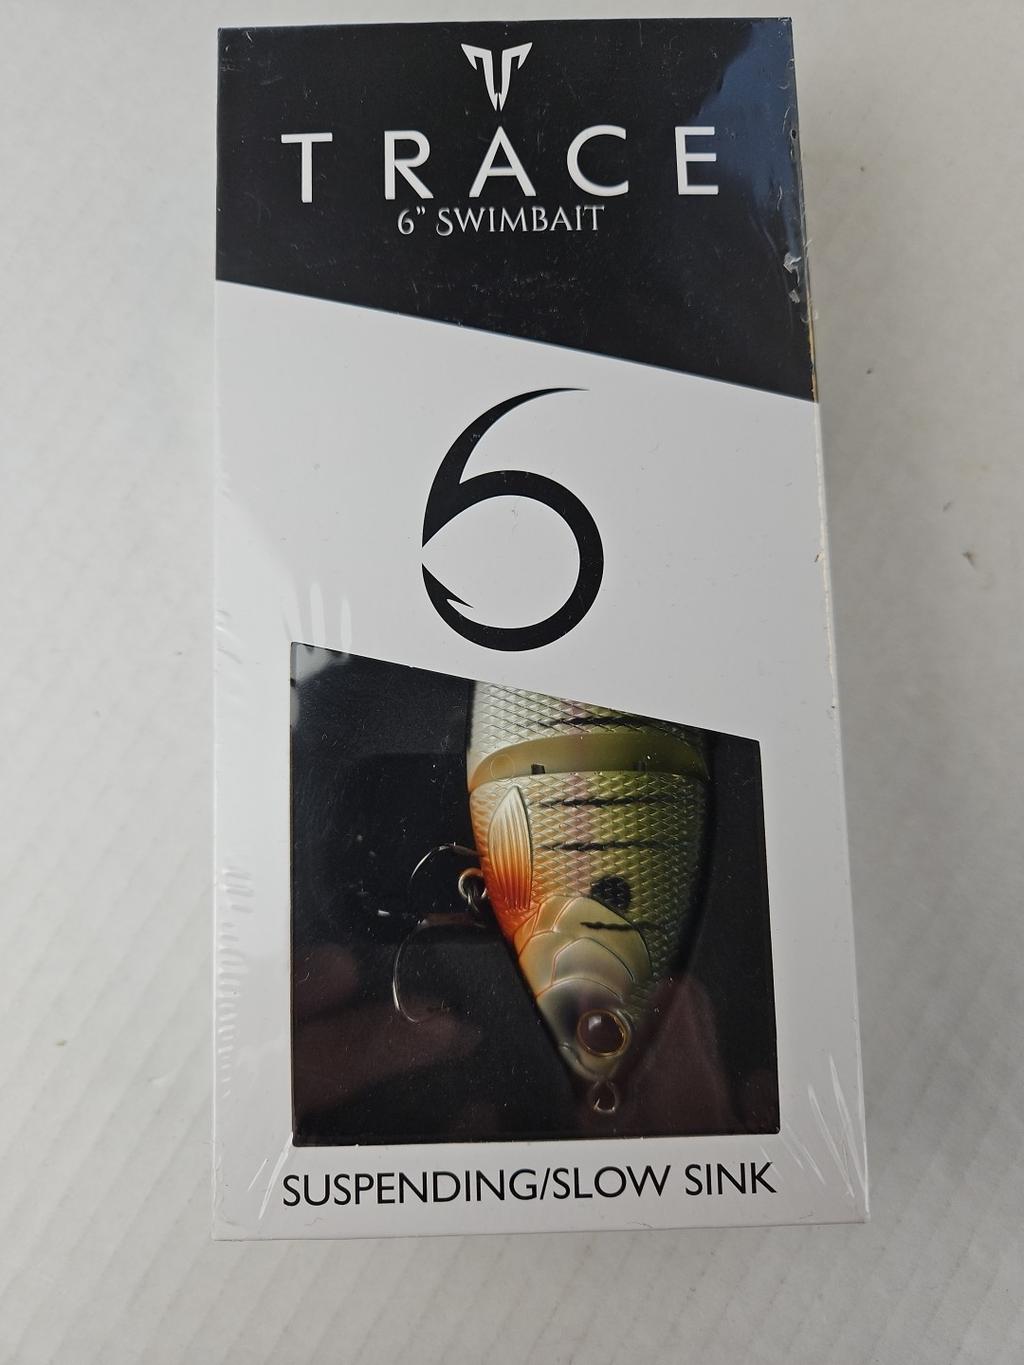 TRACE
6" SWIMBAIT
6
SUSPENDING/SLOW SINK